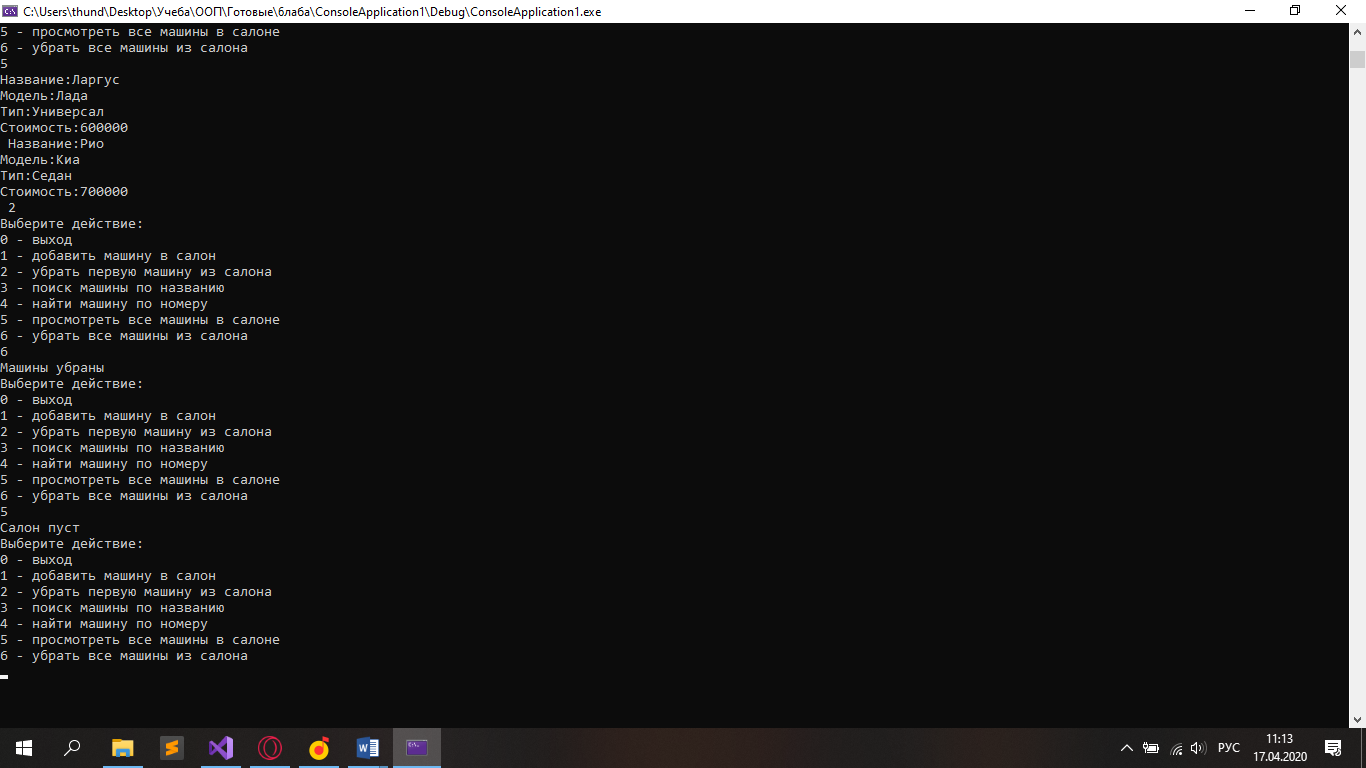 C:\Users\thund\Desktop\Учеба\ООП\Готовые\6лаба\ConsoleApplication1\Debug\ConsoleApplication1.exe
5 - просмотреть все машины в салоне
6 - убрать все машины из салона
5
Название:Ларгус
Модель:Лада
Тип:Универсал
Стоимость:600000
 Название:Рио
Модель:Киа
Тип:Седан
Стоимость:700000
 2
Выберите действие:
0 - выход
1 - добавить машину в салон
2 - убрать первую машину из салона
3 - поиск машины по названию
4 - найти машину по номеру
5 - просмотреть все машины в салоне
6 - убрать все машины из салона
6
Машины убраны
Выберите действие:
0 - выход
1 - добавить машину в салон
2 - убрать первую машину из салона
3 - поиск машины по названию
4 - найти машину по номеру
5 - просмотреть все машины в салоне
6 - убрать все машины из салона
5
Салон пуст
Выберите действие:
0 - выход
1 - добавить машину в салон
2 - убрать первую машину из салона
3 - поиск машины по названию
4 - найти машину по номеру
5 - просмотреть все машины в салоне
6 - убрать все машины из салона
РУС
11:13
17.04.2020